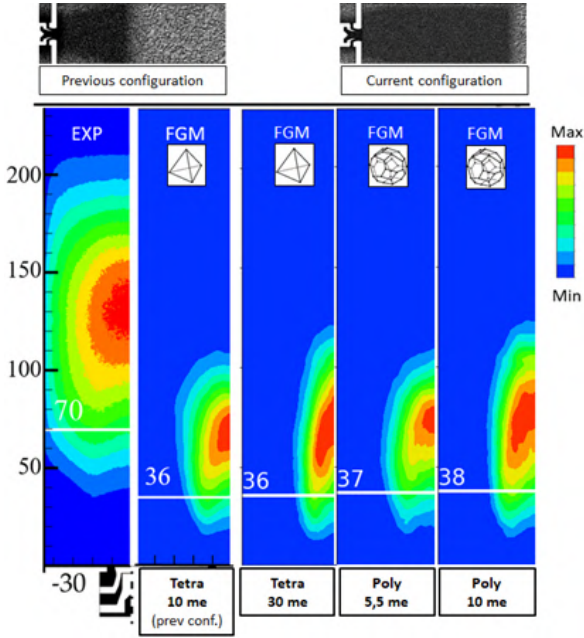 Previous configuration
Current configuration
EXP
FGM
FGM
FGM
FGM
Max
Min
200
150
100
50
70
36
36
37
38
-30
Tetra
10 me
(prev conf.)
Tetra
30 me
Poly
5,5 me
Poly
10 me